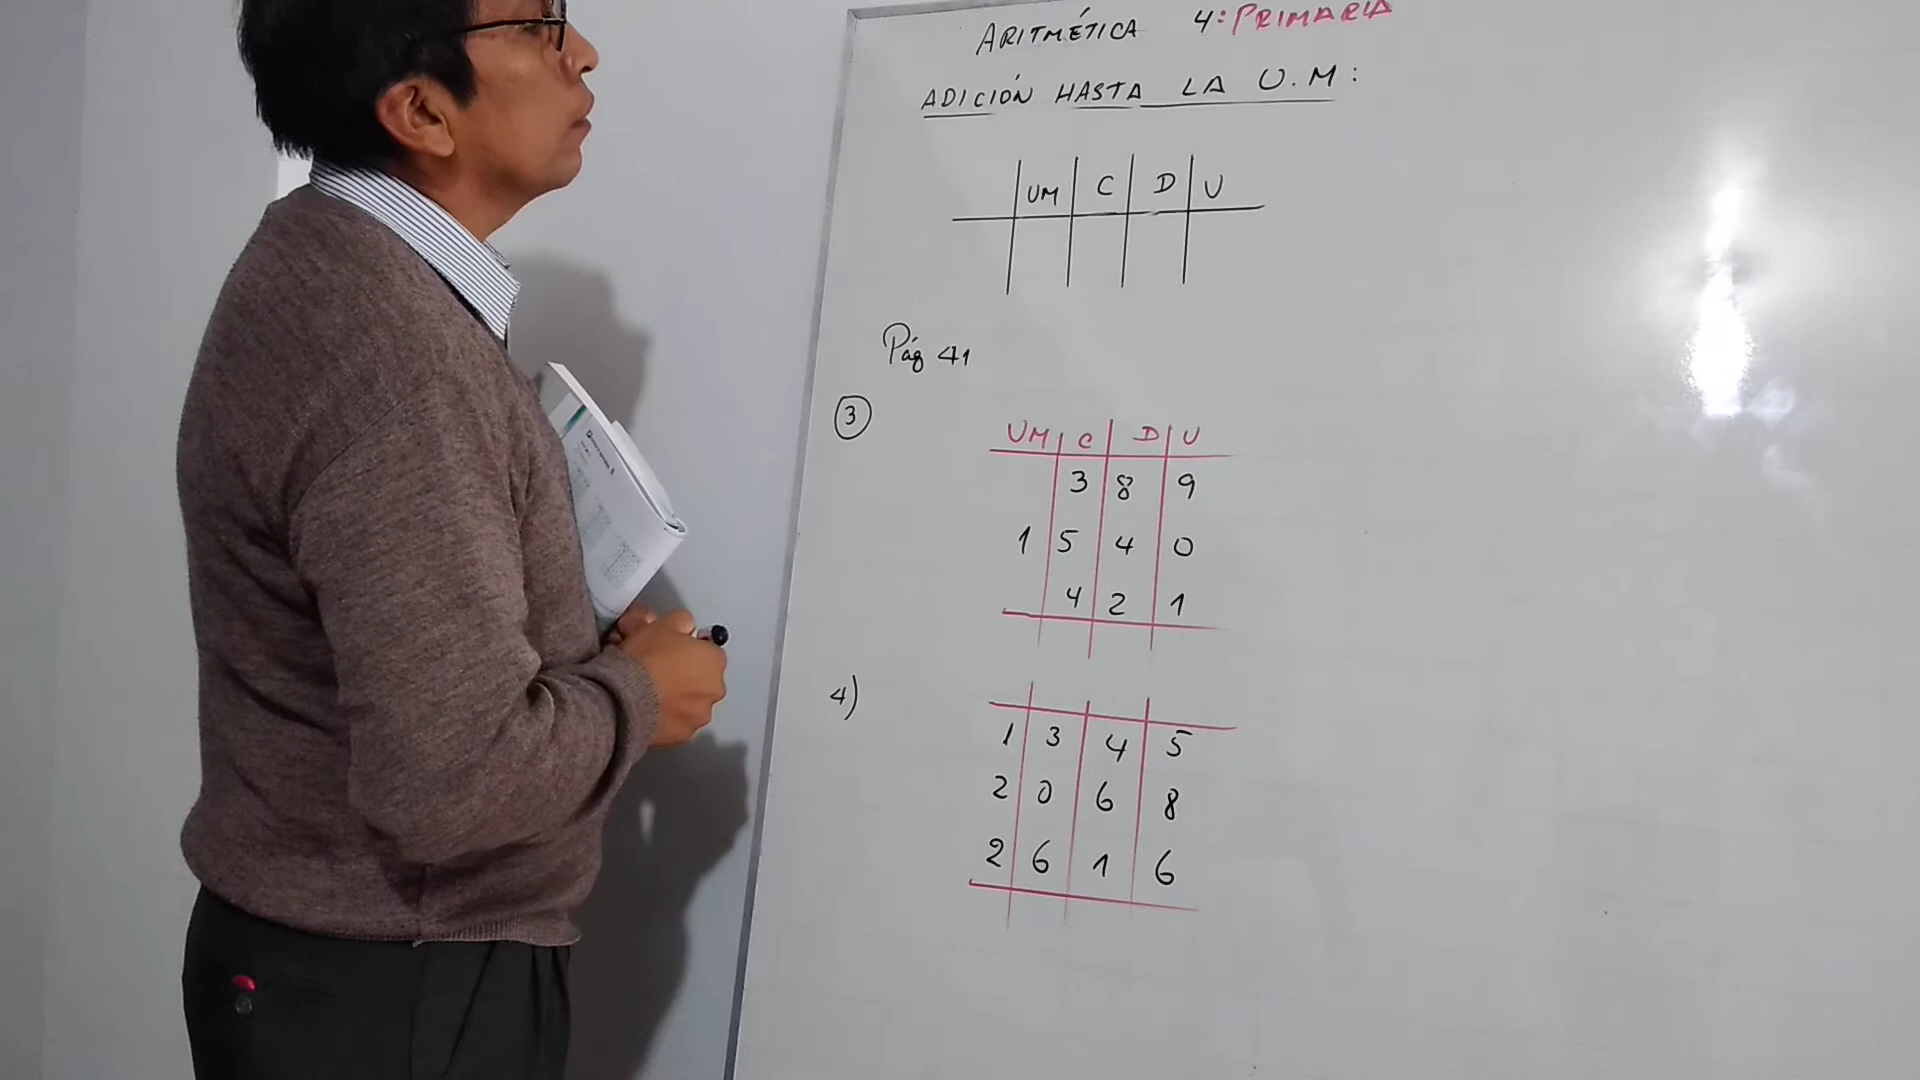 ARITMÉTICA 4: PRIMARIA
ADICIÓN HASTA LA U.M:
UM C D U
Pág 41
3
UM C D U
3 8 9
1 5 4 0
4 2 1
4)
1 3 4 5
2 0 6 8
2 6 1 6